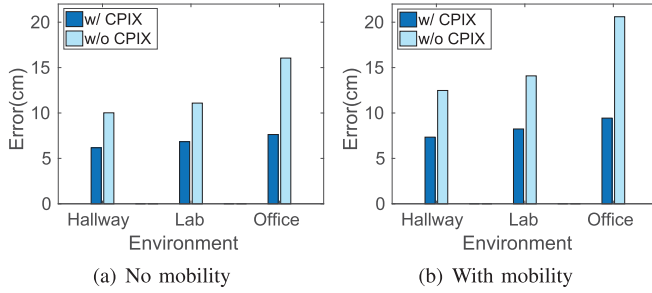 w/ CPIX
w/o CPIX
Error(cm)
20
15
10
5
0
Hallway Lab Office
Environment
(a) No mobility
w/ CPIX
w/o CPIX
Error(cm)
20
15
10
5
0
Hallway Lab Office
Environment
(b) With mobility